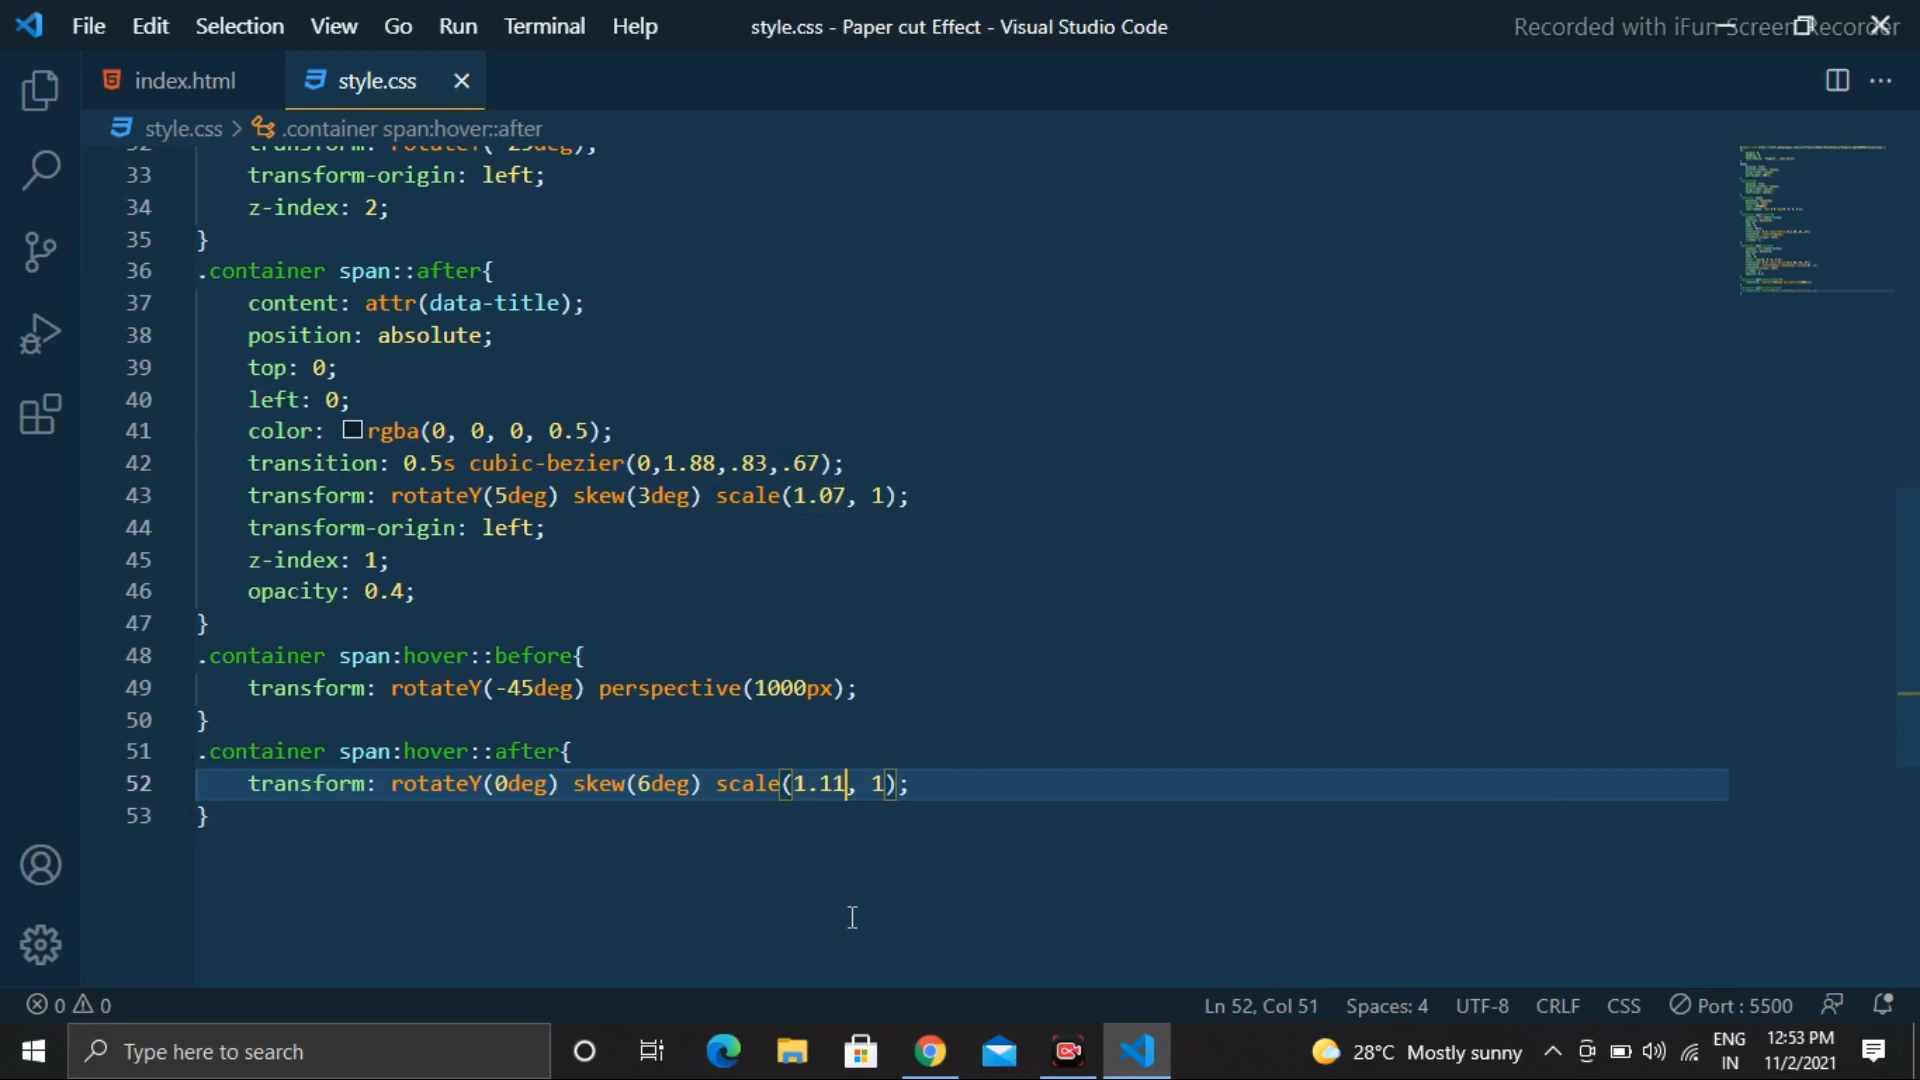 File Edit Selection View Go Run Terminal Help
style.css - Paper cut Effect - Visual Studio Code
Recorded with iFun Screen Recorder
index.html
style.css
style.css > .container span:hover::after
33 transform-origin: left;
34 z-index: 2;
35 }
36 .container span::after{
37 content: attr(data-title);
38 position: absolute;
39 top: 0;
40 left: 0;
41 color: rgba(0, 0, 0, 0.5);
42 transition: 0.5s cubic-bezier(0,1.88,.83,.67);
43 transform: rotateY(5deg) skew(3deg) scale(1.07, 1);
44 transform-origin: left;
45 z-index: 1;
46 opacity: 0.4;
47 }
48 .container span:hover::before{
49 transform: rotateY(-45deg) perspective(1000px);
50 }
51 .container span:hover::after{
52 transform: rotateY(0deg) skew(6deg) scale(1.11, 1);
53 }
0 0
Ln 52, Col 51 Spaces: 4 UTF-8 CRLF CSS Port : 5500
Type here to search
28°C Mostly sunny
ENG
IN
12:53 PM
11/2/2021